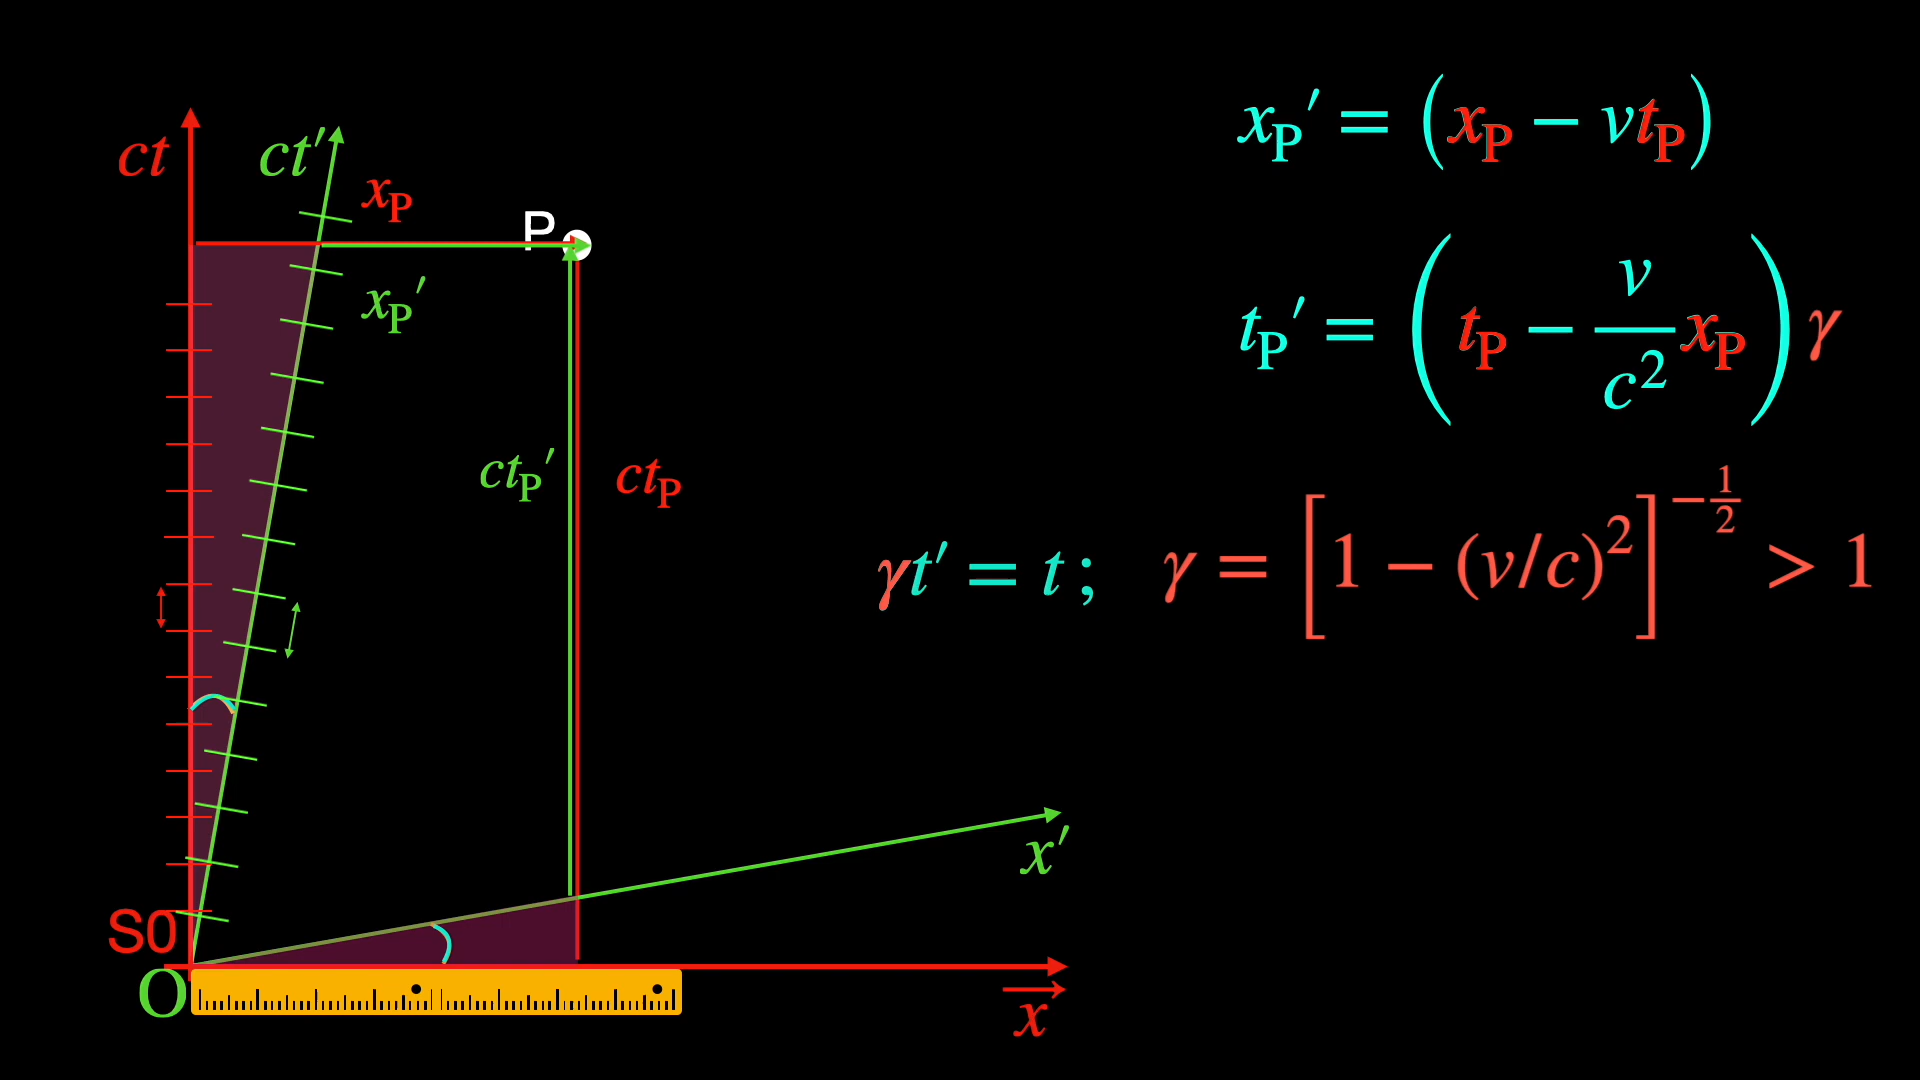 ct
ct′
x_P
P
x_P′
ct_P′
ct_P
x′
S0
O
x⃗
x_P′ = (x_P − vt_P)
t_P′ = (t_P − v/c² x_P) γ
γt′ = t ; γ = [1 − (v/c)²]^(−1/2) > 1